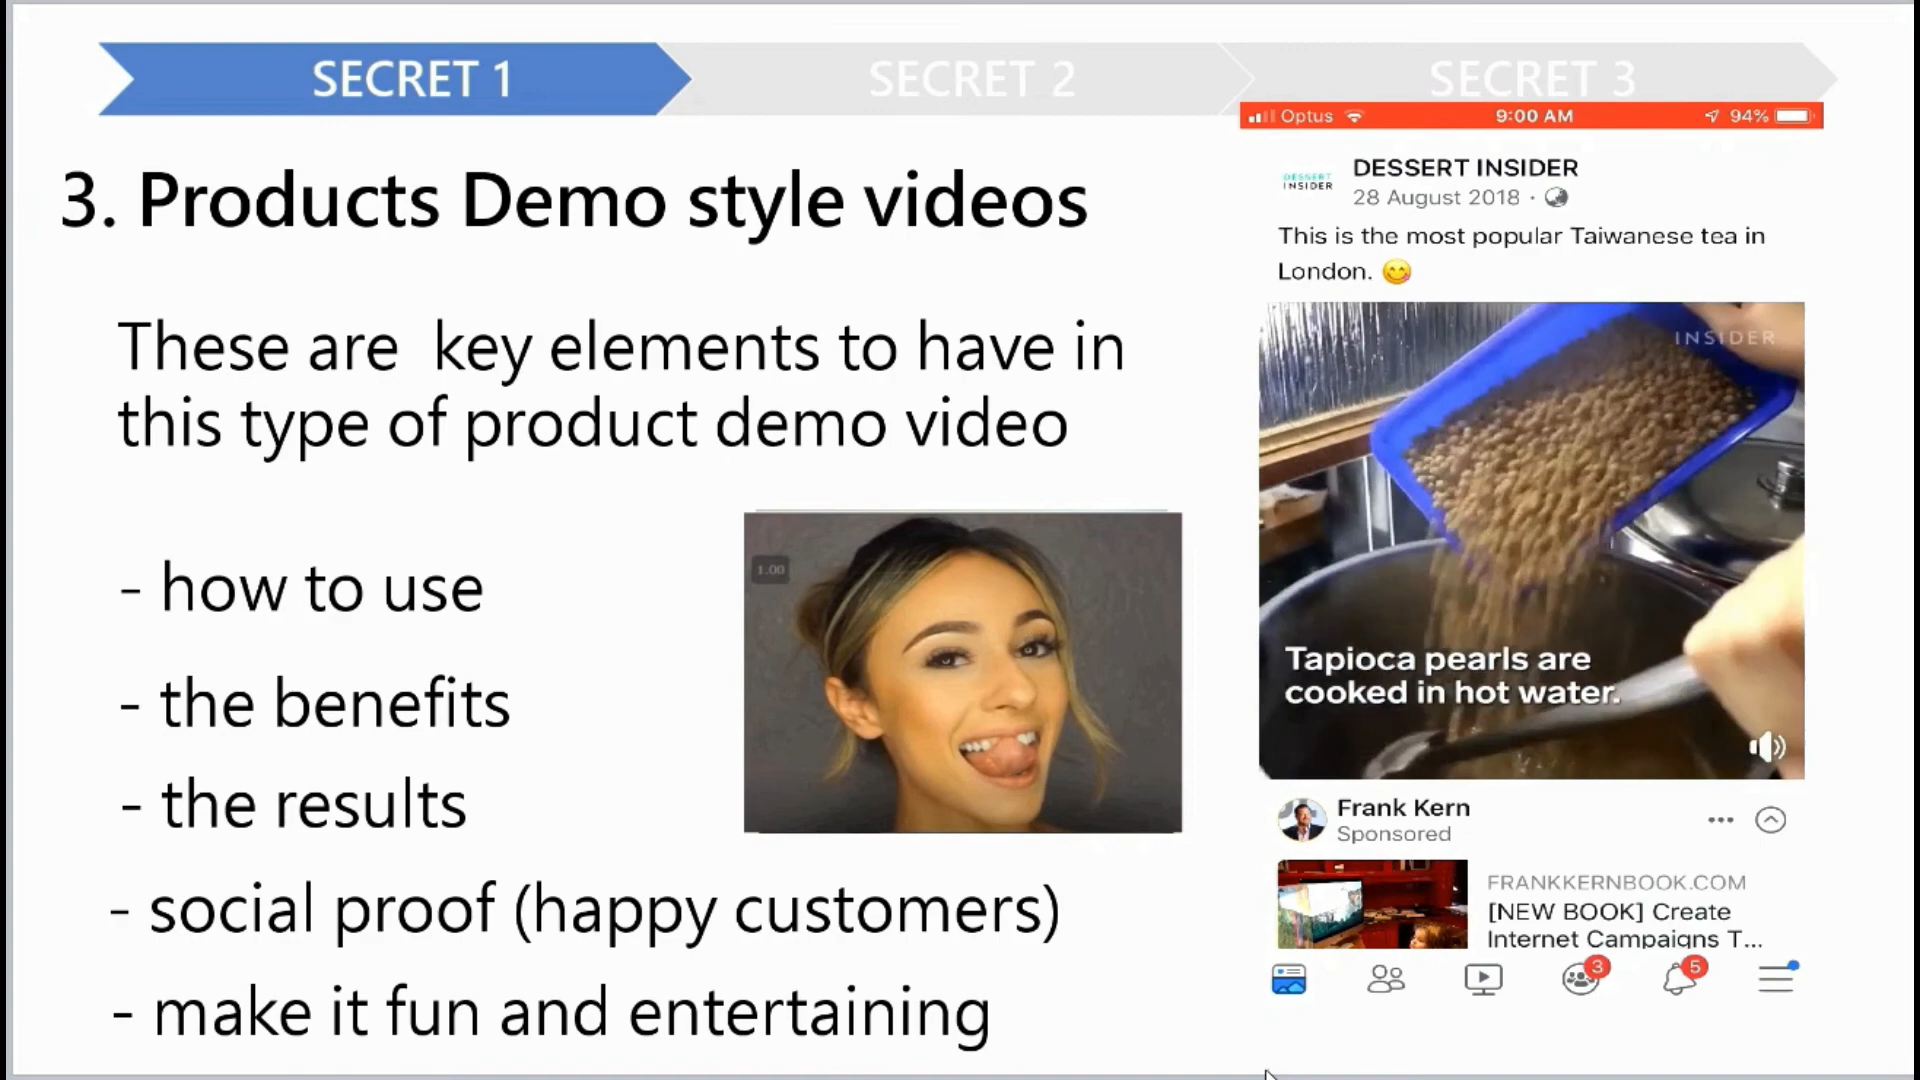 SECRET 1
SECRET 2
SECRET 3
3. Products Demo style videos
These are key elements to have in
this type of product demo video
- how to use
- the benefits
- the results
- social proof (happy customers)
- make it fun and entertaining
1.00
Optus
9:00 AM
94%
DESSERT
INSIDER
DESSERT INSIDER
28 August 2018 ·
This is the most popular Taiwanese tea in
London. 😋
INSIDER
Tapioca pearls are
cooked in hot water.
Frank Kern
Sponsored
FRANKKERNBOOK.COM
[NEW BOOK] Create
Internet Campaigns T...
3
5